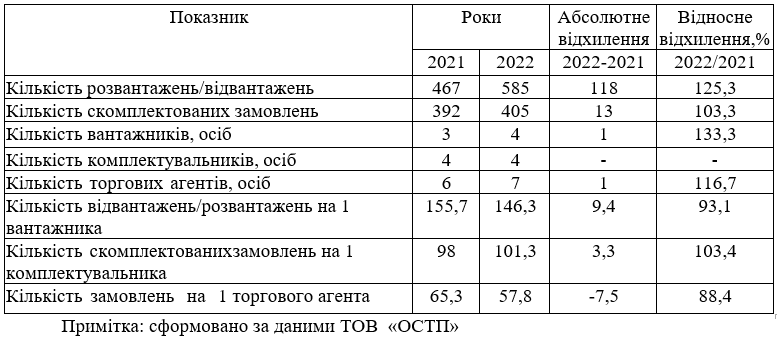 Показник Роки Абсолютне Відносне
відхилення відхилення,%
2021 2022 2022-2021 2022/2021
Кількість розвантажень/відвантажень 467 585 118 125,3
Кількість скомплектованих замовлень 392 405 13 103,3
Кількість вантажників, осіб 3 4 1 133,3
Кількість комплектувальників, осіб 4 4 - -
Кількість торгових агентів, осіб 6 7 1 116,7
Кількість відвантажень/розвантажень на 1 155,7 146,3 9,4 93,1
вантажника
Кількість скомплектованихзамовлень на 1 98 101,3 3,3 103,4
комплектувальника
Кількість замовлень на 1 торгового агента 65,3 57,8 -7,5 88,4
Примітка: сформовано за даними ТОВ «ОСТП»